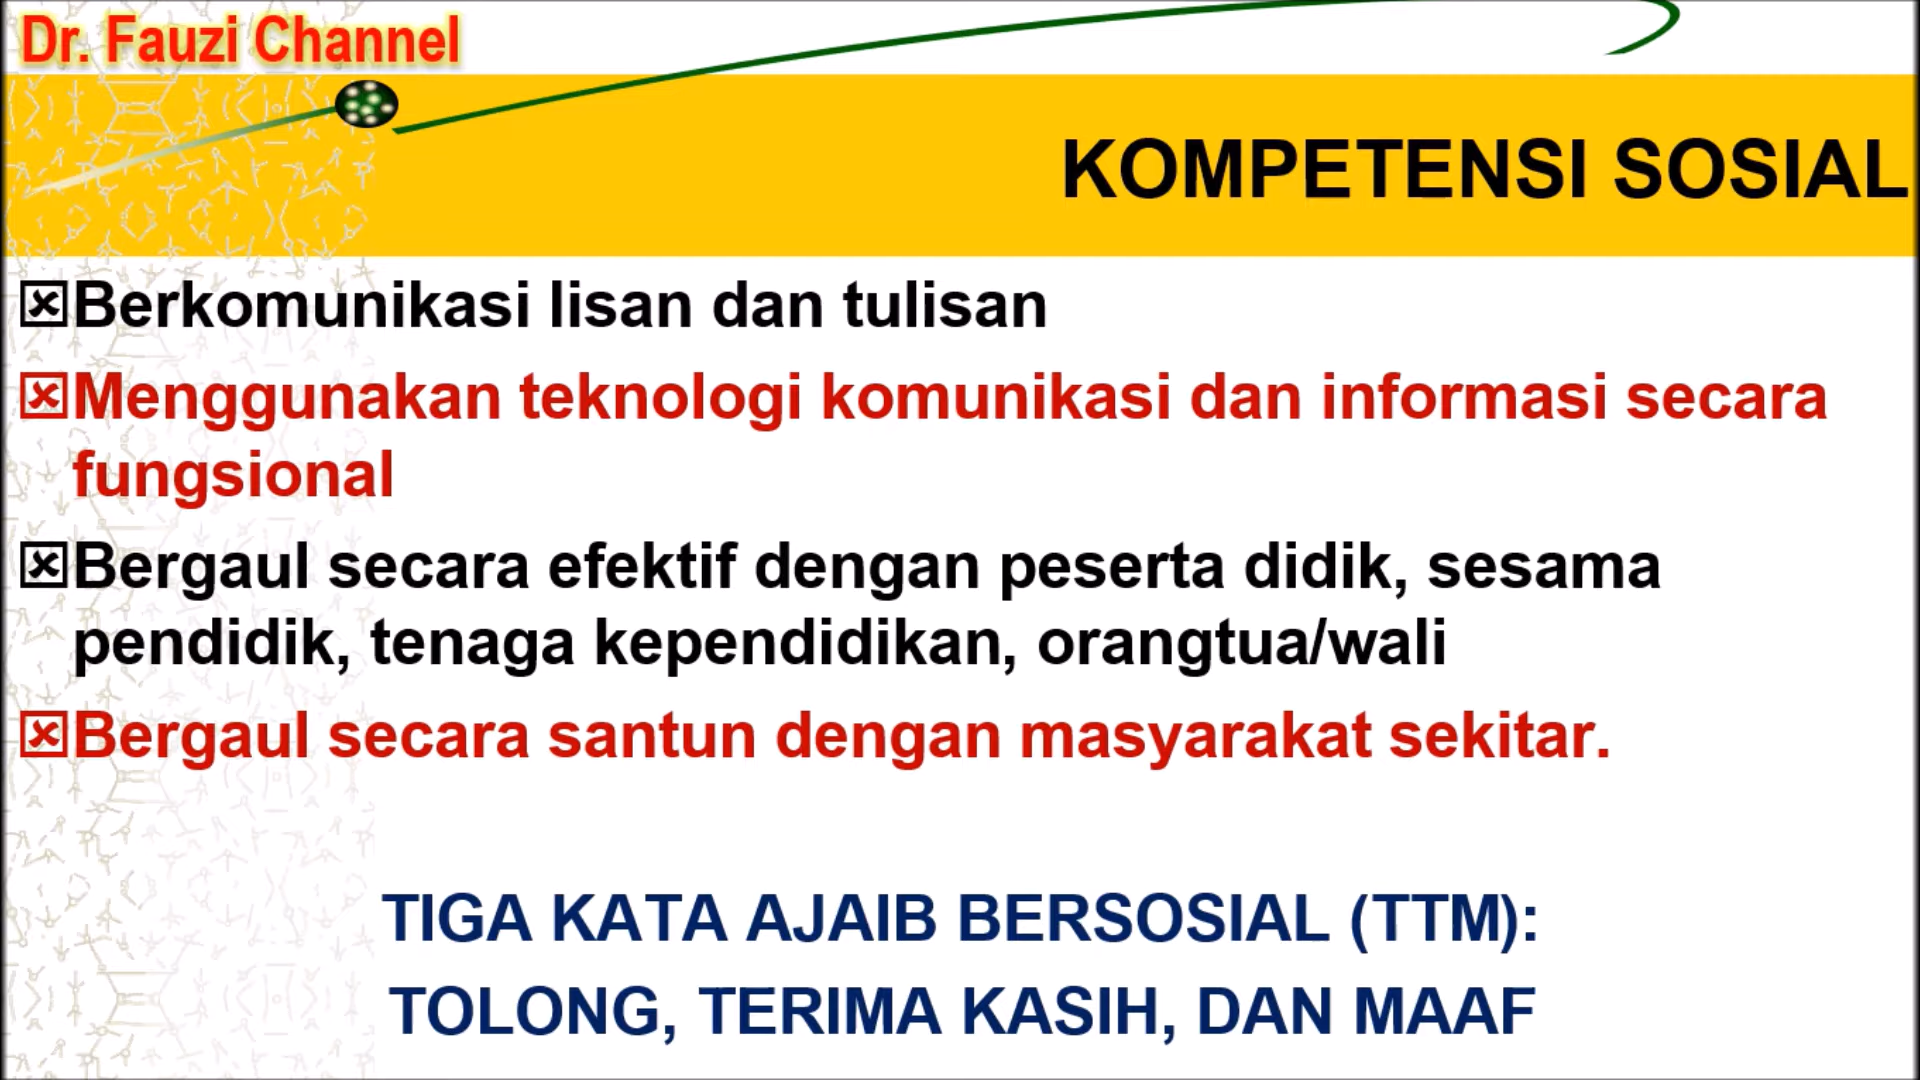 Dr. Fauzi Channel
KOMPETENSI SOSIAL
Berkomunikasi lisan dan tulisan
Menggunakan teknologi komunikasi dan informasi secara
fungsional
Bergaul secara efektif dengan peserta didik, sesama
pendidik, tenaga kependidikan, orangtua/wali
Bergaul secara santun dengan masyarakat sekitar.
TIGA KATA AJAIB BERSOSIAL (TTM):
TOLONG, TERIMA KASIH, DAN MAAF